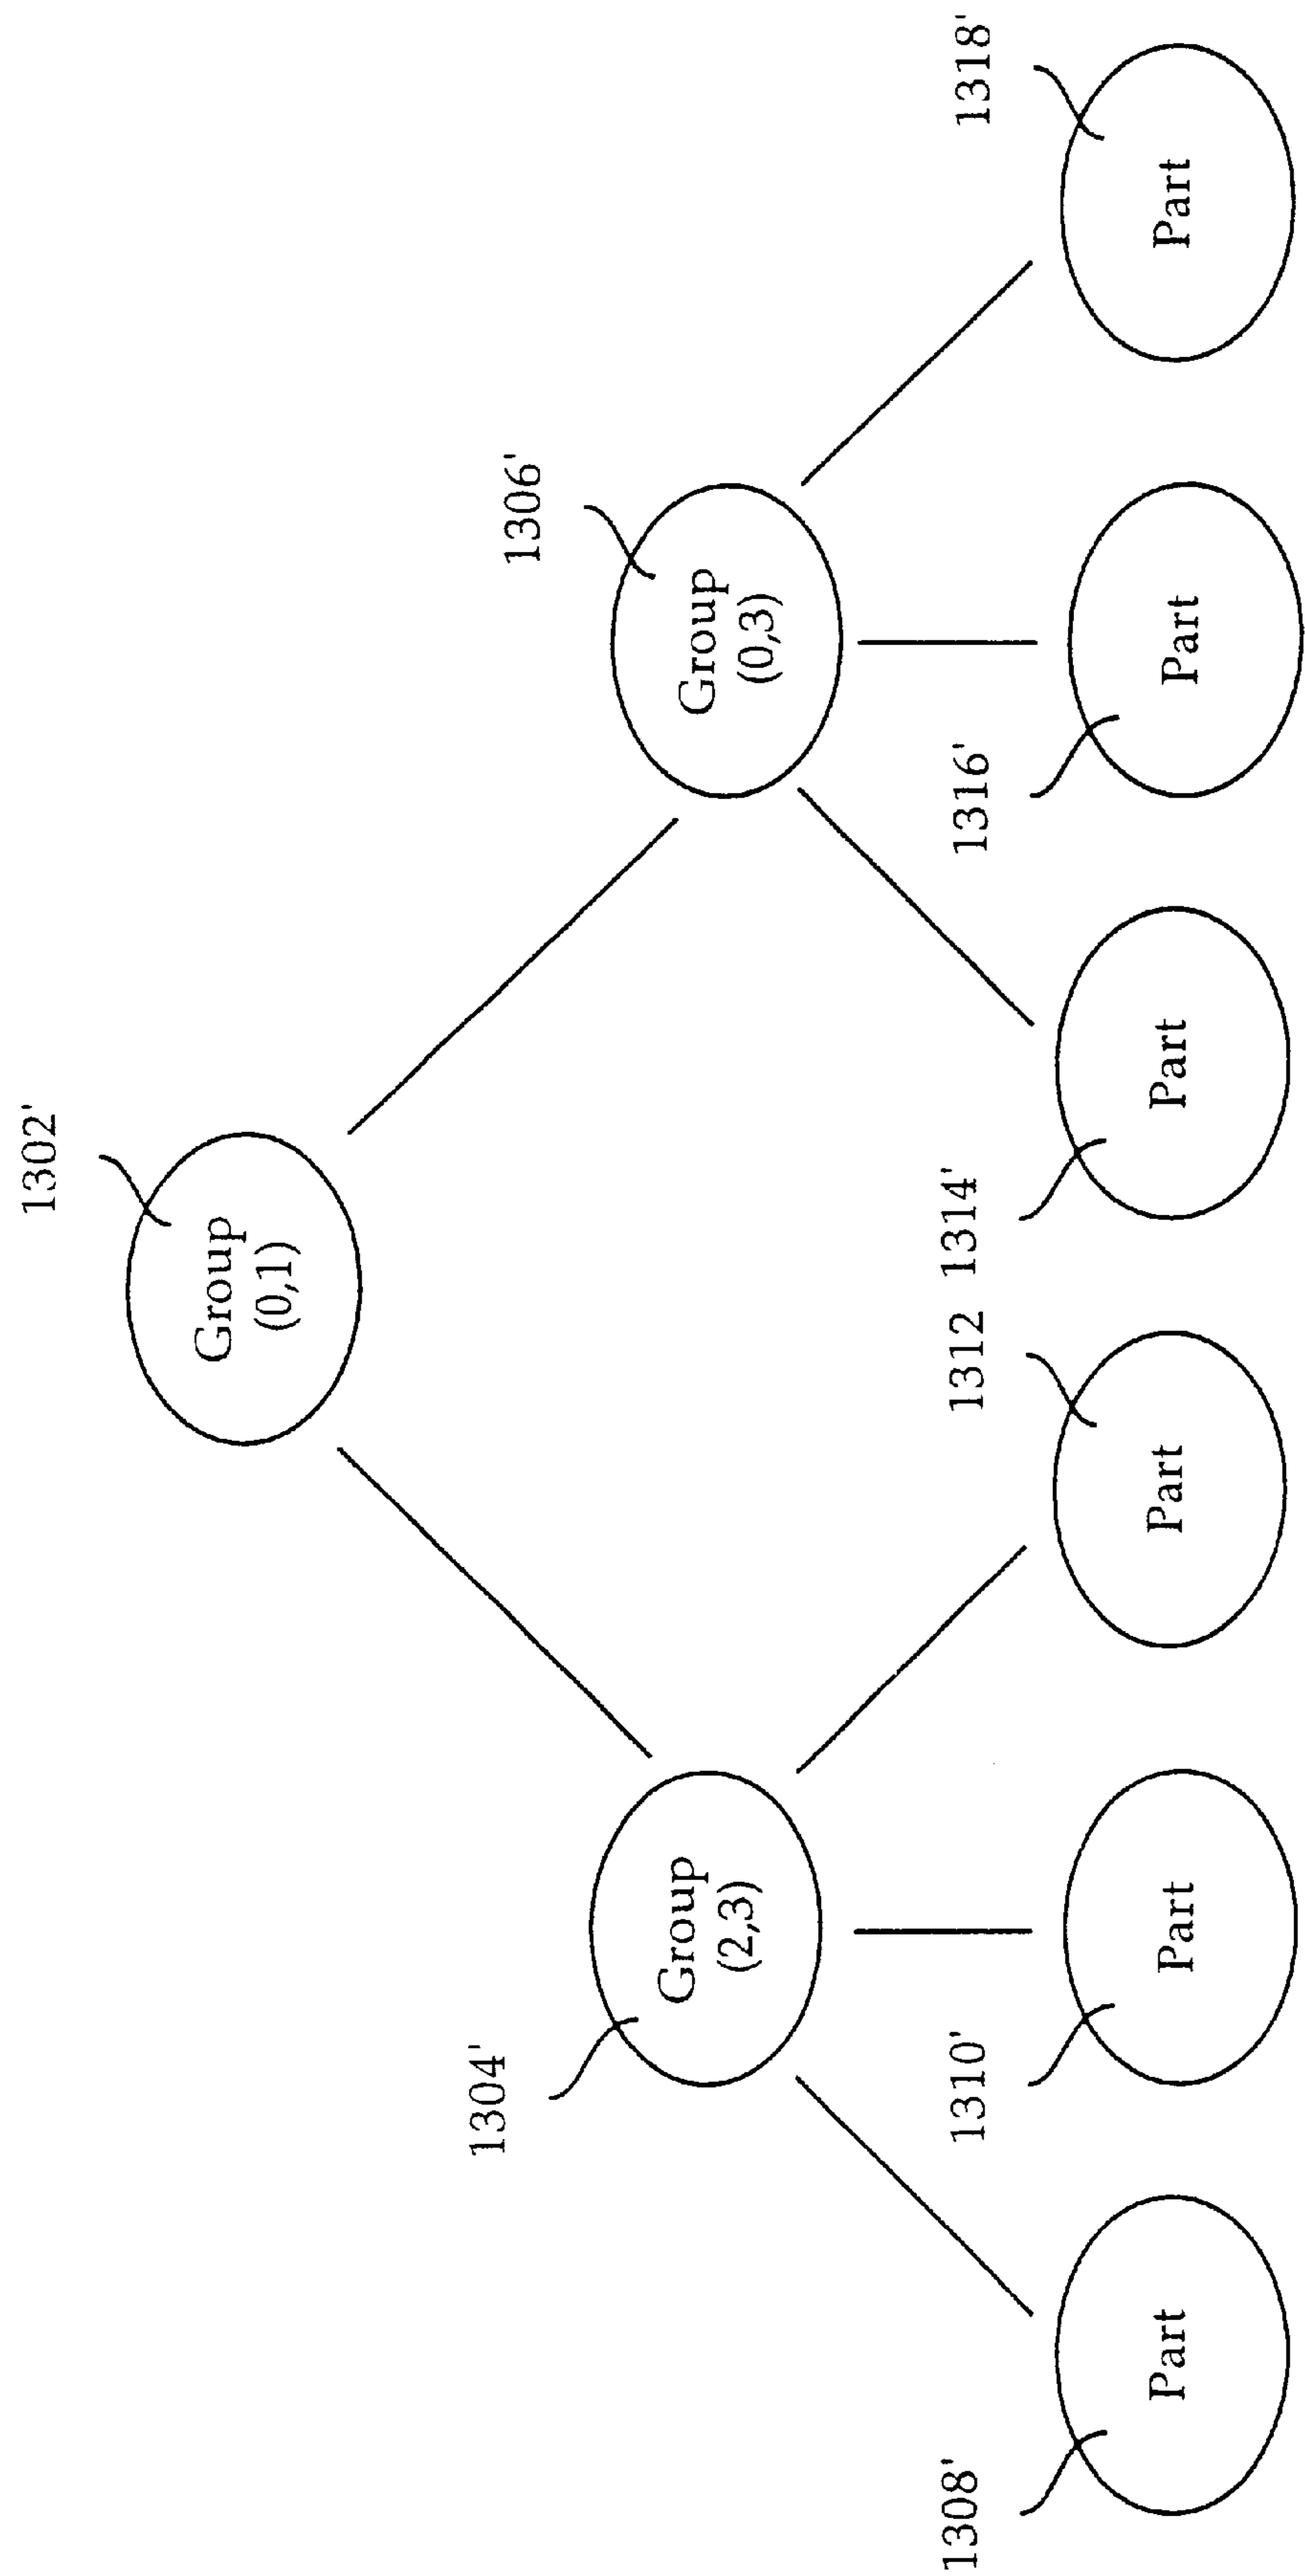 1302'
Group
(0,1)
1304'
Group
(2,3)
1306'
Group
(0,3)
1308'
Part
1310'
Part
1312
Part
1314'
Part
1316'
Part
1318'
Part